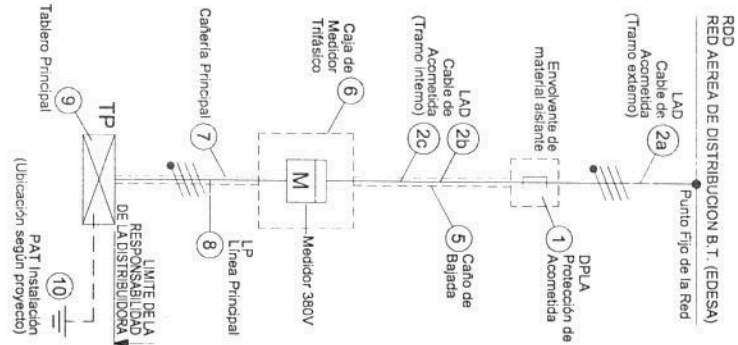 RDD
RED AEREA DE DISTRIBUCION B.T. (EDESA)
Punto Fijo de la Red
LAD
Cable de
Acometida
(Tramo externo)
2a
Envolvente de
material aislante
1
DPLA
Protección de
Acometida
LAD
Cable de
Acometida
(Tramo interno)
2b
2c
5
Caño de
Bajada
Caja de
Medidor
Trifásico
6
M
Medidor 380V
Cañería Principal
7
8
LP
Línea Principal
Tablero Principal
9
TP
LIMITE DE LA
RESPONSABILIDAD
DE LA DISTRIBUIDORA
10
PAT Instalación
(Ubicación según proyecto)